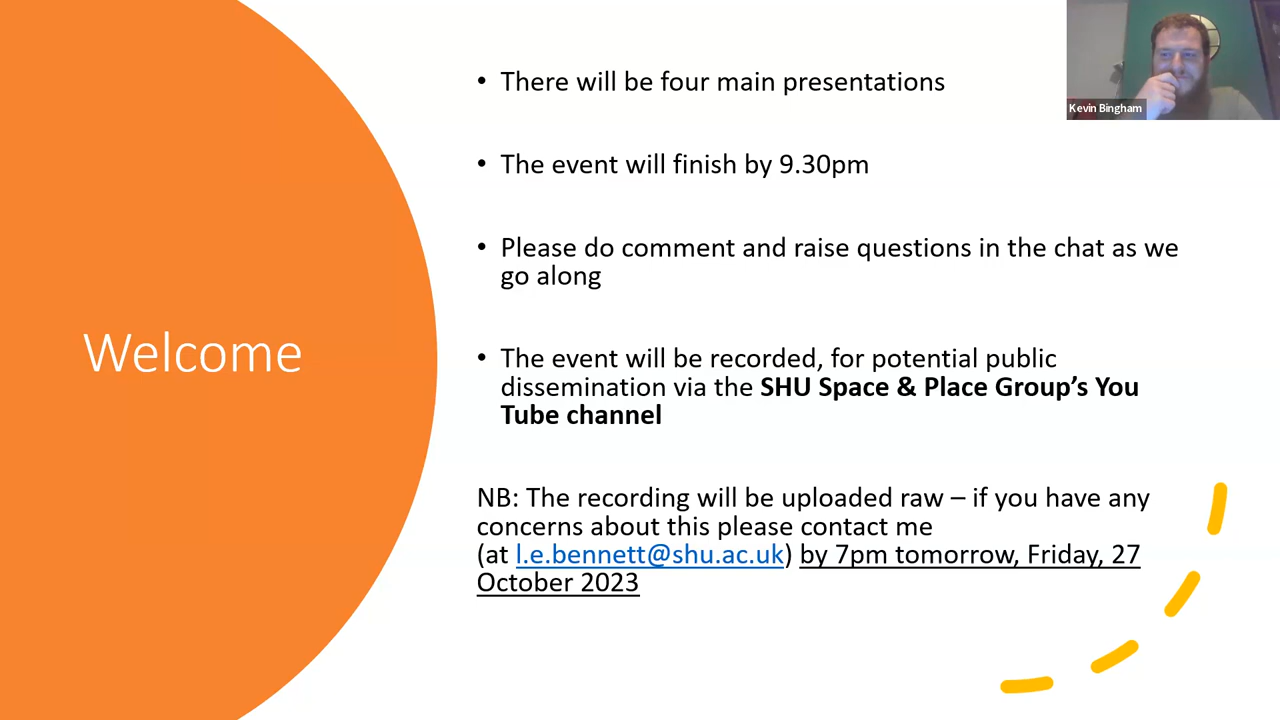 Welcome
• There will be four main presentations
• The event will finish by 9.30pm
• Please do comment and raise questions in the chat as we
go along
• The event will be recorded, for potential public
dissemination via the SHU Space & Place Group’s You
Tube channel
NB: The recording will be uploaded raw – if you have any
concerns about this please contact me
(at l.e.bennett@shu.ac.uk) by 7pm tomorrow, Friday, 27
October 2023
Kevin Bingham